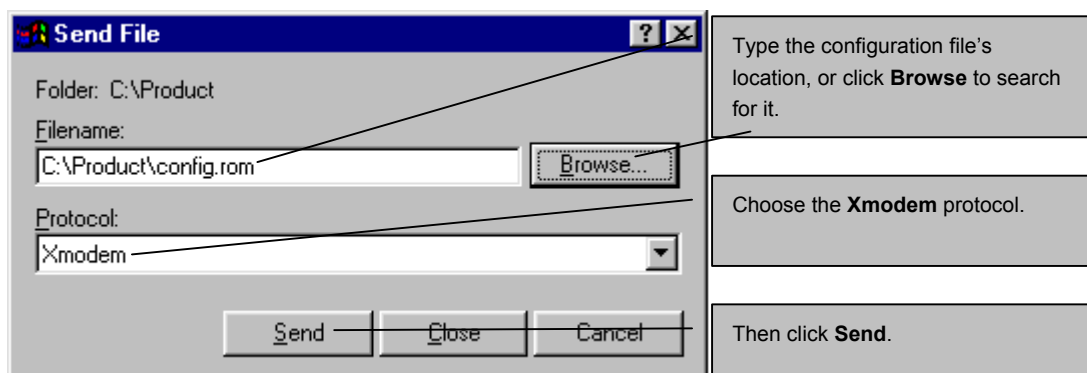 Send File
Folder: C:\Product
Filename:
C:\Product\config.rom
Browse...
Protocol:
Xmodem
Send
Close
Cancel
Type the configuration file’s
location, or click Browse to search
for it.
Choose the Xmodem protocol.
Then click Send.